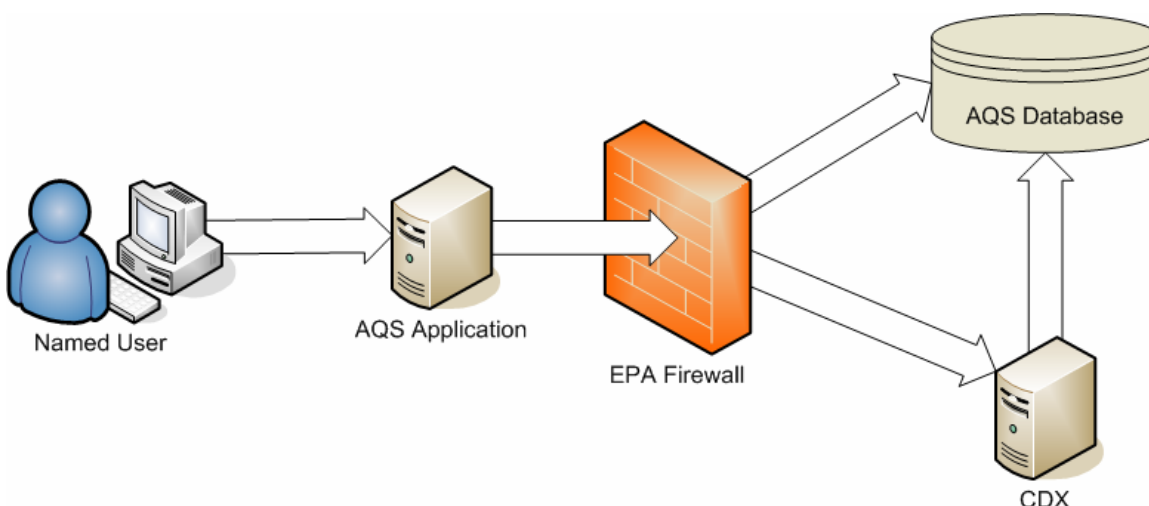 AQS Database
Named User
AQS Application
EPA Firewall
CDX